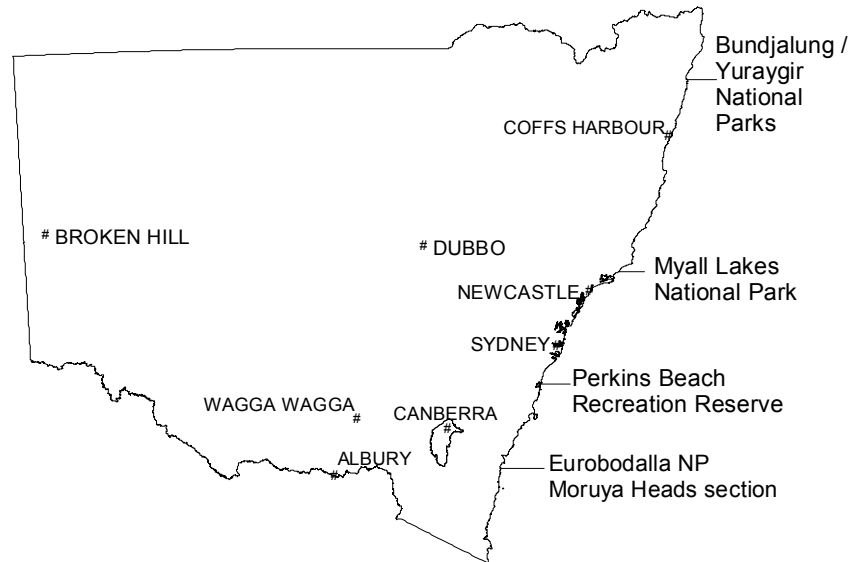 Bundjalung /
Yuraygir
National
Parks
COFFS HARBOUR #
# BROKEN HILL
# DUBBO
Myall Lakes
National Park
NEWCASTLE #
SYDNEY #
Perkins Beach
Recreation Reserve
WAGGA WAGGA #
CANBERRA
#
ALBURY
#
Eurobodalla NP
Moruya Heads section